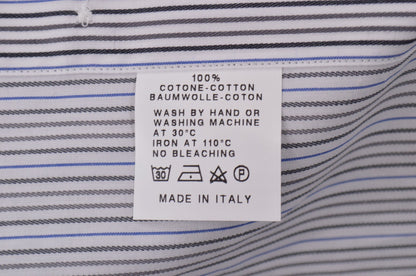 100%
COTONE-COTTON
BAUMWOLLE-COTON
WASH BY HAND OR
WASHING MACHINE
AT 30°C
IRON AT 110°C
NO BLEACHING
30 P
MADE IN ITALY